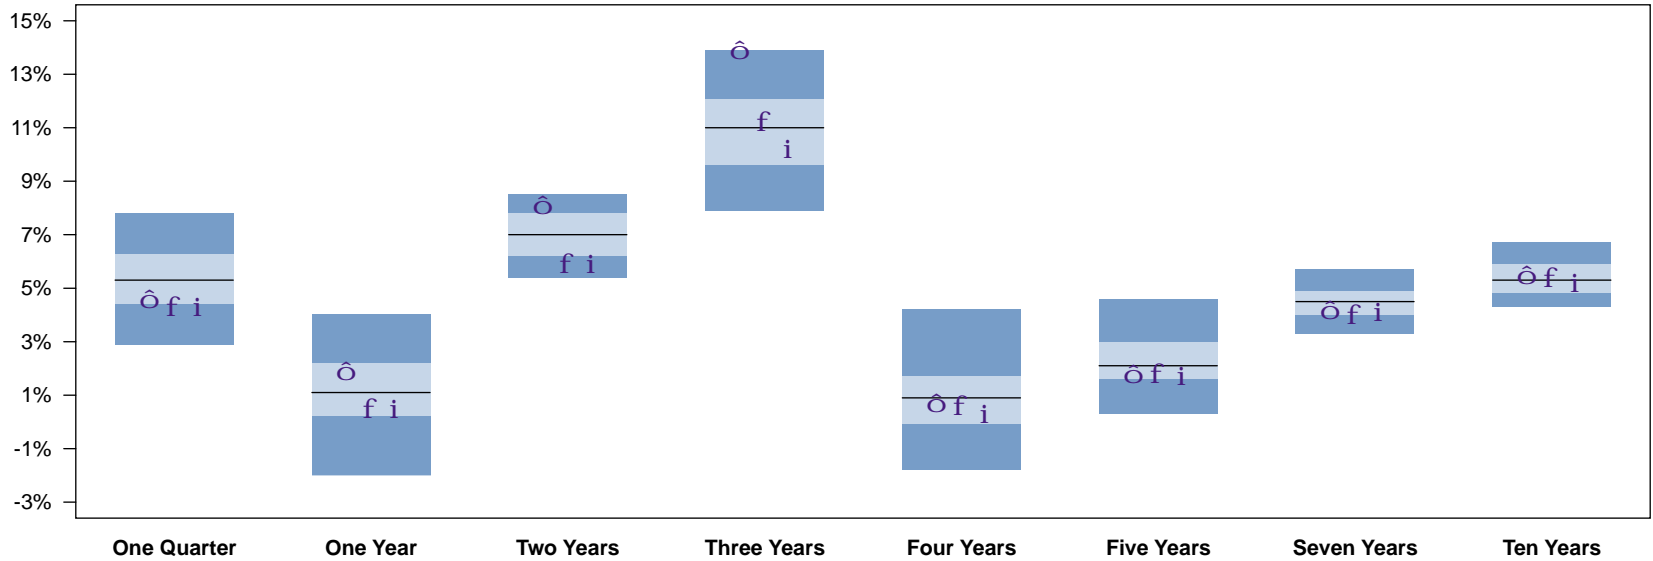 15%
13%
11%
9%
7%
5%
3%
1%
-1%
-3%
ô f i
ô f i
ô f i
ô f i
ô f i
ô f i
ô f i
ô f i
One Quarter One Year Two Years Three Years Four Years Five Years Seven Years Ten Years